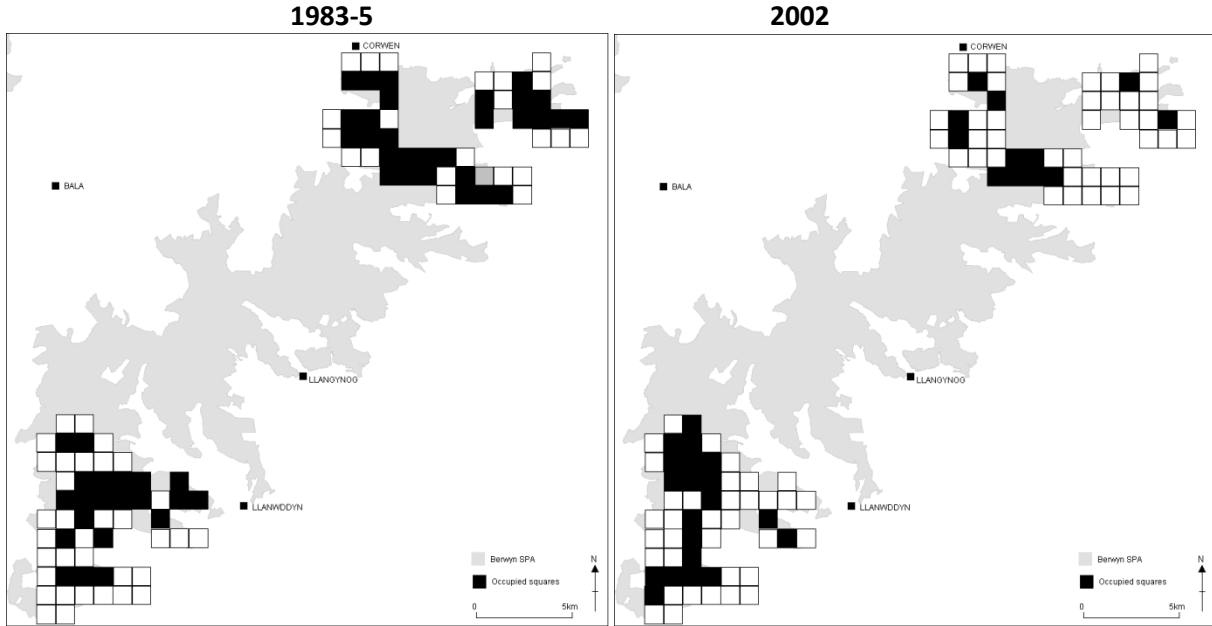 1983-5
CORWEN
BALA
LLANGYNOG
LLANWDDYN
Berwyn SPA
Occupied squares
N
0 5km
2002
CORWEN
BALA
LLANGYNOG
LLANWDDYN
Berwyn SPA
Occupied squares
N
0 5km